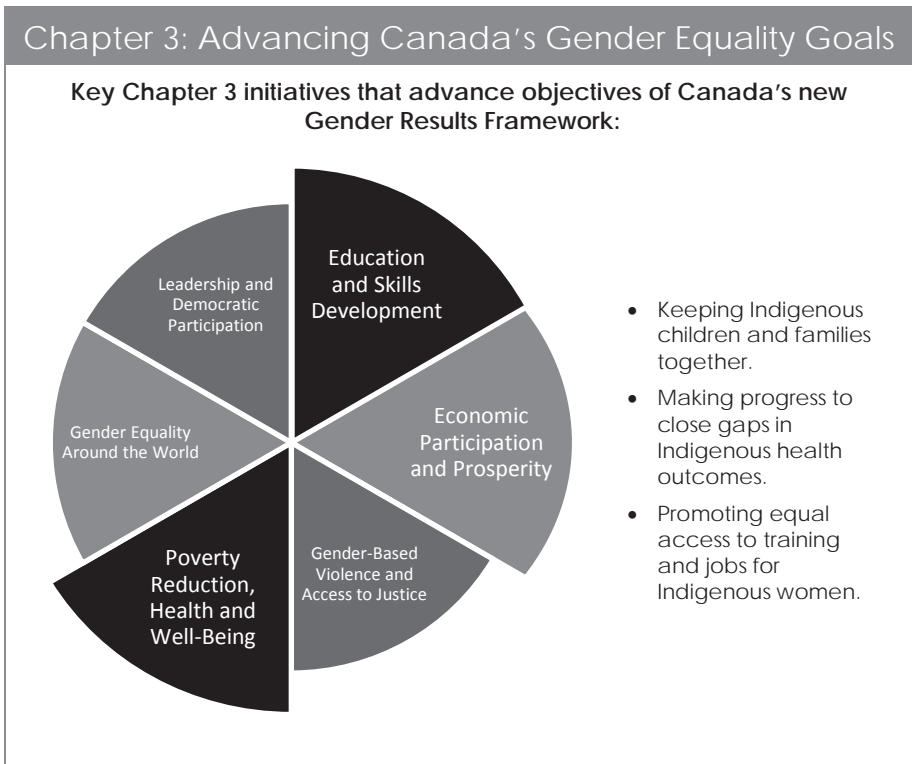 Chapter 3: Advancing Canada's Gender Equality Goals
Key Chapter 3 initiatives that advance objectives of Canada's new
Gender Results Framework:
Education
and Skills
Development
Economic
Participation
and Prosperity
Gender-Based
Violence and
Access to Justice
Poverty
Reduction,
Health and
Well-Being
Gender Equality
Around the World
Leadership and
Democratic
Participation
• Keeping Indigenous
children and families
together.
• Making progress to
close gaps in
Indigenous health
outcomes.
• Promoting equal
access to training
and jobs for
Indigenous women.